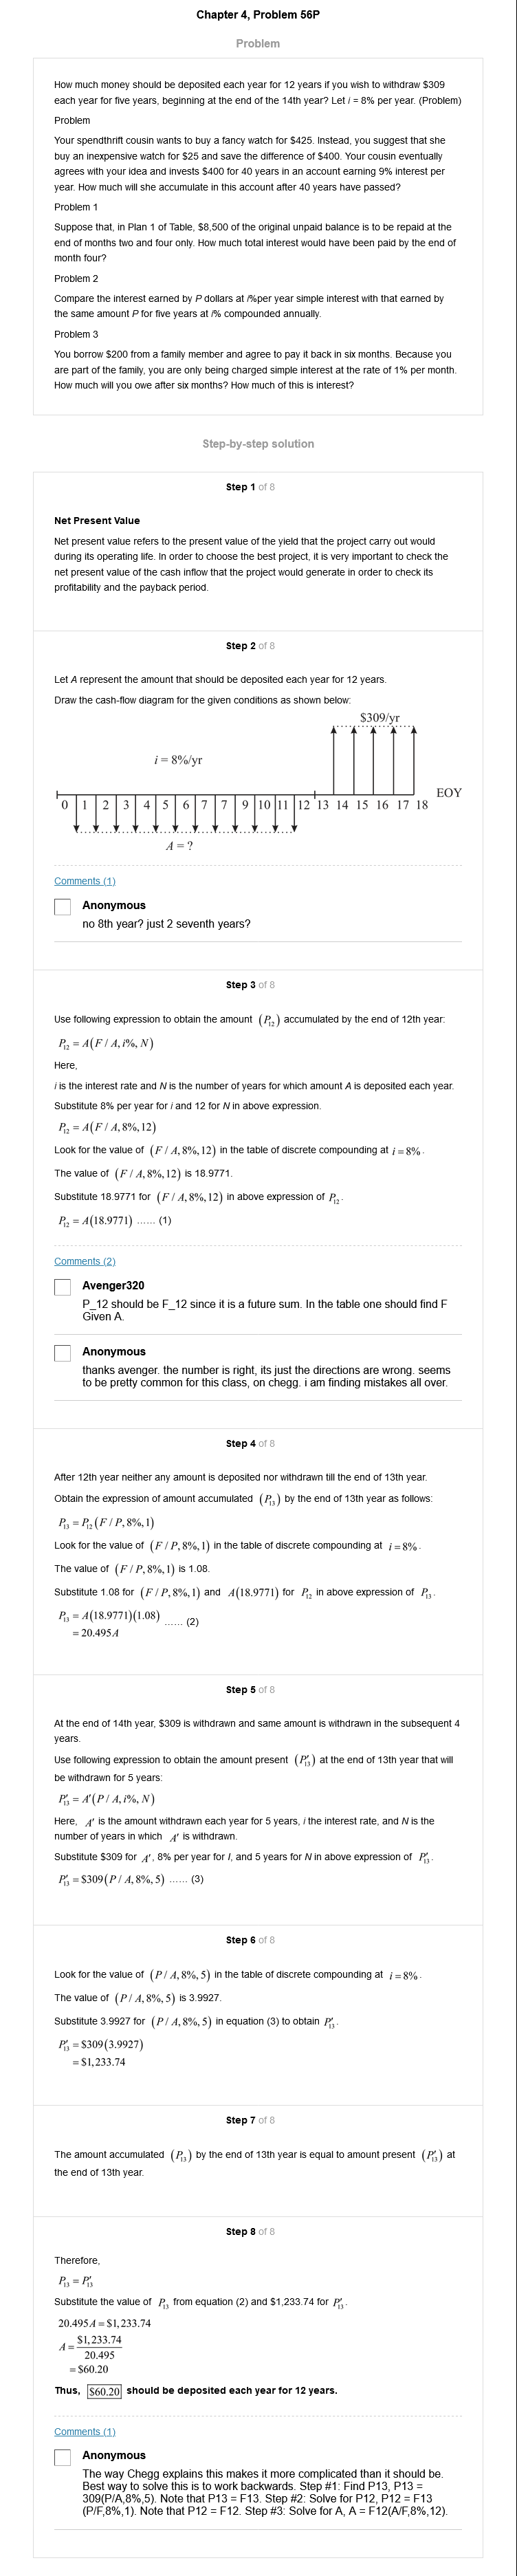 Chapter 4, Problem 56P
Problem
How much money should be deposited each year for 12 years if you wish to withdraw $309
each year for five years, beginning at the end of the 14th year? Let i = 8% per year. (Problem)
Problem
Your spendthrift cousin wants to buy a fancy watch for $425. Instead, you suggest that she
buy an inexpensive watch for $25 and save the difference of $400. Your cousin eventually
agrees with your idea and invests $400 for 40 years in an account earning 9% interest per
year. How much will she accumulate in this account after 40 years have passed?
Problem 1
Suppose that, in Plan 1 of Table, $8,500 of the original unpaid balance is to be repaid at the
end of months two and four only. How much total interest would have been paid by the end of
month four?
Problem 2
Compare the interest earned by P dollars at i%per year simple interest with that earned by
the same amount P for five years at i% compounded annually.
Problem 3
You borrow $200 from a family member and agree to pay it back in six months. Because you
are part of the family, you are only being charged simple interest at the rate of 1% per month.
How much will you owe after six months? How much of this is interest?
Step-by-step solution
Step 1 of 8
Net Present Value
Net present value refers to the present value of the yield that the project carry out would
during its operating life. In order to choose the best project, it is very important to check the
net present value of the cash inflow that the project would generate in order to check its
profitability and the payback period.
Step 2 of 8
Let A represent the amount that should be deposited each year for 12 years.
Draw the cash-flow diagram for the given conditions as shown below:
$309/yr
i = 8%/yr
EOY
0 1 2 3 4 5 6 7 7 9 10 11 12 13 14 15 16 17 18
A = ?
Comments (1)
Anonymous
no 8th year? just 2 seventh years?
Step 3 of 8
Use following expression to obtain the amount (P12) accumulated by the end of 12th year:
P12 = A(F / A, i%, N)
Here,
i is the interest rate and N is the number of years for which amount A is deposited each year.
Substitute 8% per year for i and 12 for N in above expression.
P12 = A(F / A, 8%, 12)
Look for the value of (F / A, 8%, 12) in the table of discrete compounding at i = 8% .
The value of (F / A, 8%, 12) is 18.9771.
Substitute 18.9771 for (F / A, 8%, 12) in above expression of P12 .
P12 = A(18.9771) ...... (1)
Comments (2)
Avenger320
P_12 should be F_12 since it is a future sum. In the table one should find F
Given A.
Anonymous
thanks avenger. the number is right, its just the directions are wrong. seems
to be pretty common for this class, on chegg. i am finding mistakes all over.
Step 4 of 8
After 12th year neither any amount is deposited nor withdrawn till the end of 13th year.
Obtain the expression of amount accumulated (P13) by the end of 13th year as follows:
P13 = P12 (F / P, 8%, 1)
Look for the value of (F / P, 8%, 1) in the table of discrete compounding at i = 8% .
The value of (F / P, 8%, 1) is 1.08.
Substitute 1.08 for (F / P, 8%, 1) and A(18.9771) for P12 in above expression of P13 .
P13 = A(18.9771)(1.08) ...... (2)
= 20.495A
Step 5 of 8
At the end of 14th year, $309 is withdrawn and same amount is withdrawn in the subsequent 4
years.
Use following expression to obtain the amount present (P′13) at the end of 13th year that will
be withdrawn for 5 years:
P′13 = A′(P / A, i%, N)
Here, A′ is the amount withdrawn each year for 5 years, i the interest rate, and N is the
number of years in which A′ is withdrawn.
Substitute $309 for A′ , 8% per year for I, and 5 years for N in above expression of P′13 .
P′13 = $309(P / A, 8%, 5) ...... (3)
Step 6 of 8
Look for the value of (P / A, 8%, 5) in the table of discrete compounding at i = 8% .
The value of (P / A, 8%, 5) is 3.9927.
Substitute 3.9927 for (P / A, 8%, 5) in equation (3) to obtain P′13 .
P′13 = $309(3.9927)
= $1,233.74
Step 7 of 8
The amount accumulated (P13) by the end of 13th year is equal to amount present (P′13) at
the end of 13th year.
Step 8 of 8
Therefore,
P13 = P′13
Substitute the value of P13 from equation (2) and $1,233.74 for P′13 .
20.495A = $1,233.74
A = $1,233.74 / 20.495
= $60.20
Thus, $60.20 should be deposited each year for 12 years.
Comments (1)
Anonymous
The way Chegg explains this makes it more complicated than it should be.
Best way to solve this is to work backwards. Step #1: Find P13, P13 =
309(P/A,8%,5). Note that P13 = F13. Step #2: Solve for P12, P12 = F13
(P/F,8%,1). Note that P12 = F12. Step #3: Solve for A, A = F12(A/F,8%,12).